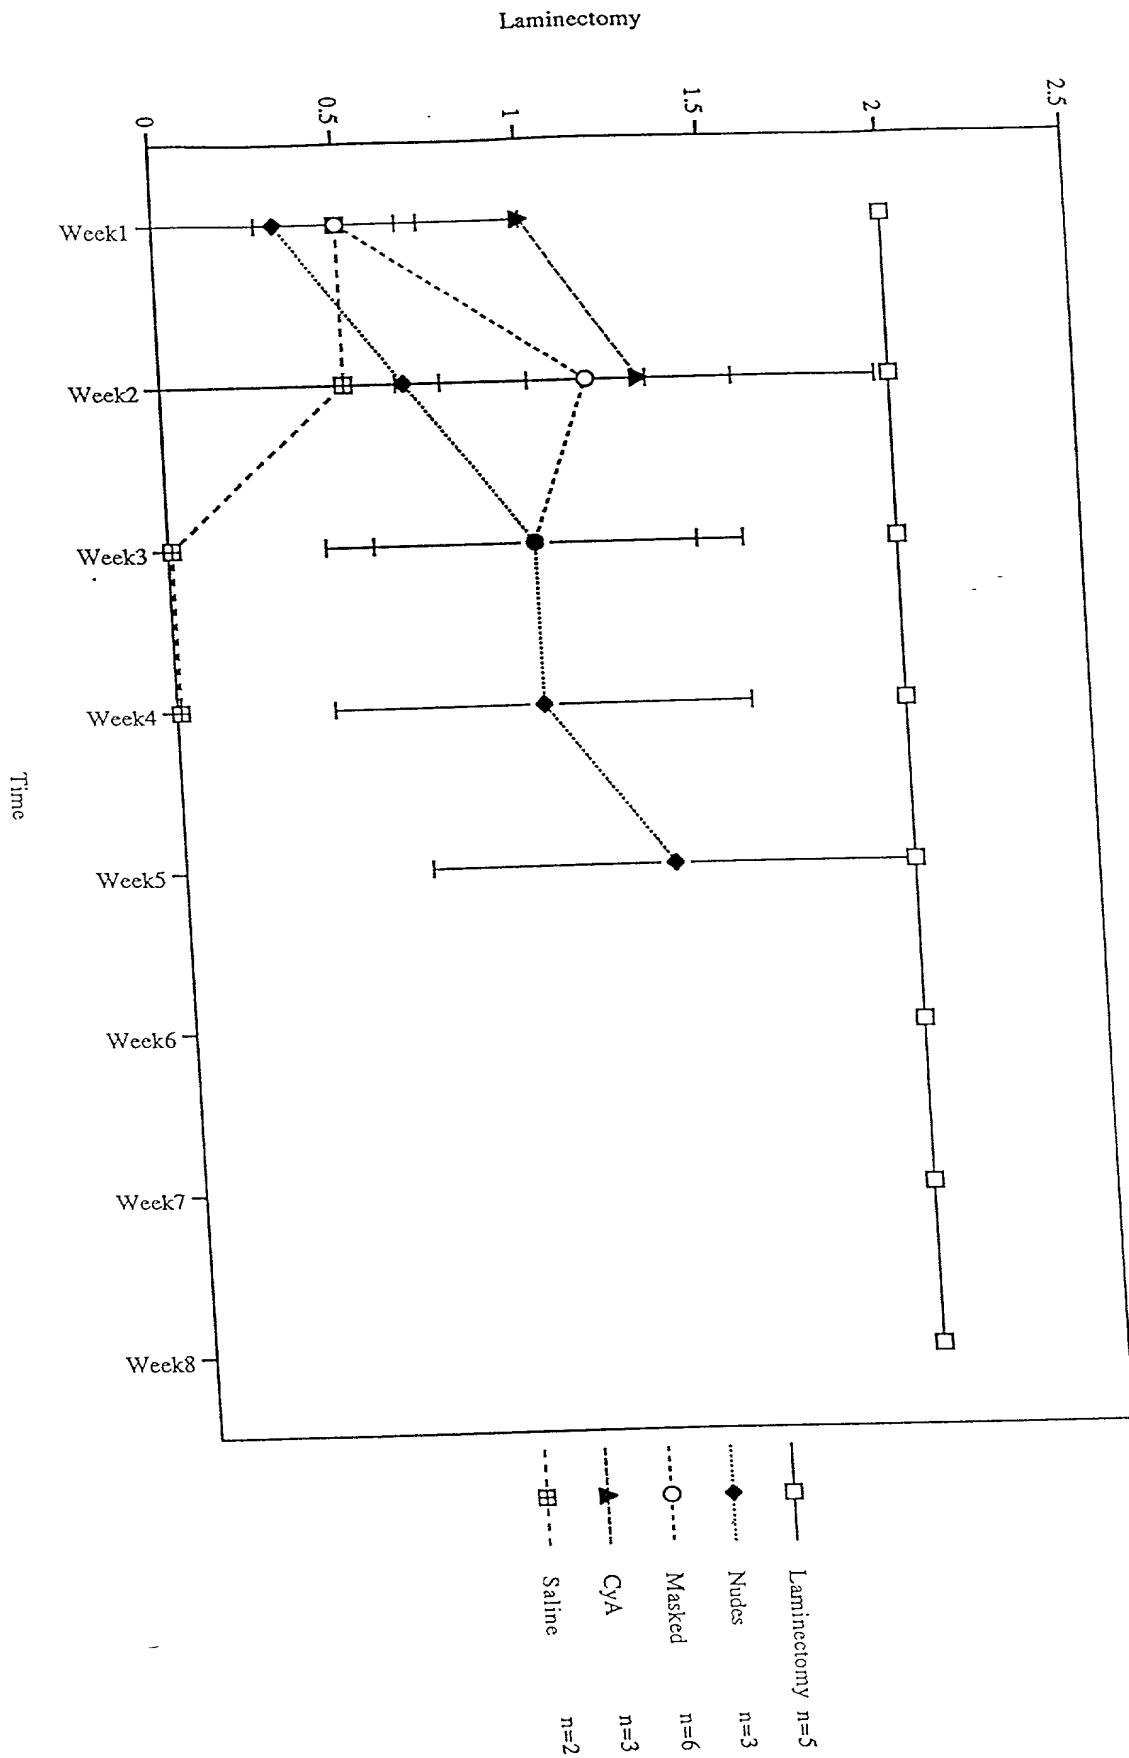 Laminectomy
0
0.5
1
1.5
2
2.5
Week1
Week2
Week3
Week4
Week5
Week6
Week7
Week8
Time
Laminectomy n=5
Nudes n=3
Masked n=6
CyA n=3
Saline n=2